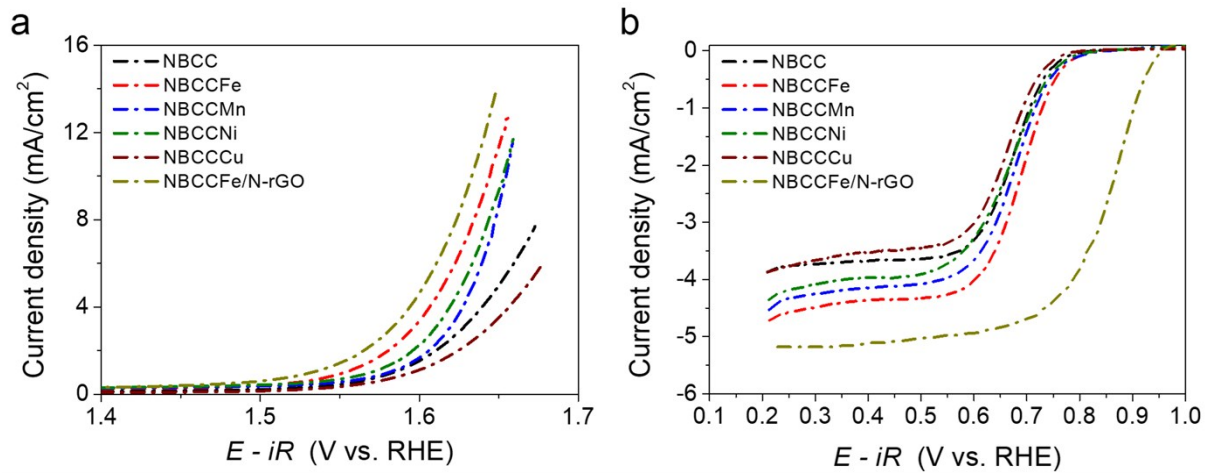 a
16
12
8
4
0
Current density (mA/cm²)
NBCC
NBCCFe
NBCCMn
NBCCNi
NBCCCu
NBCCFe/N-rGO
1.4 1.5 1.6 1.7
E - iR (V vs. RHE)
b
0
-1
-2
-3
-4
-5
-6
Current density (mA/cm²)
NBCC
NBCCFe
NBCCMn
NBCCNi
NBCCCu
NBCCFe/N-rGO
0.1 0.2 0.3 0.4 0.5 0.6 0.7 0.8 0.9 1.0
E - iR (V vs. RHE)